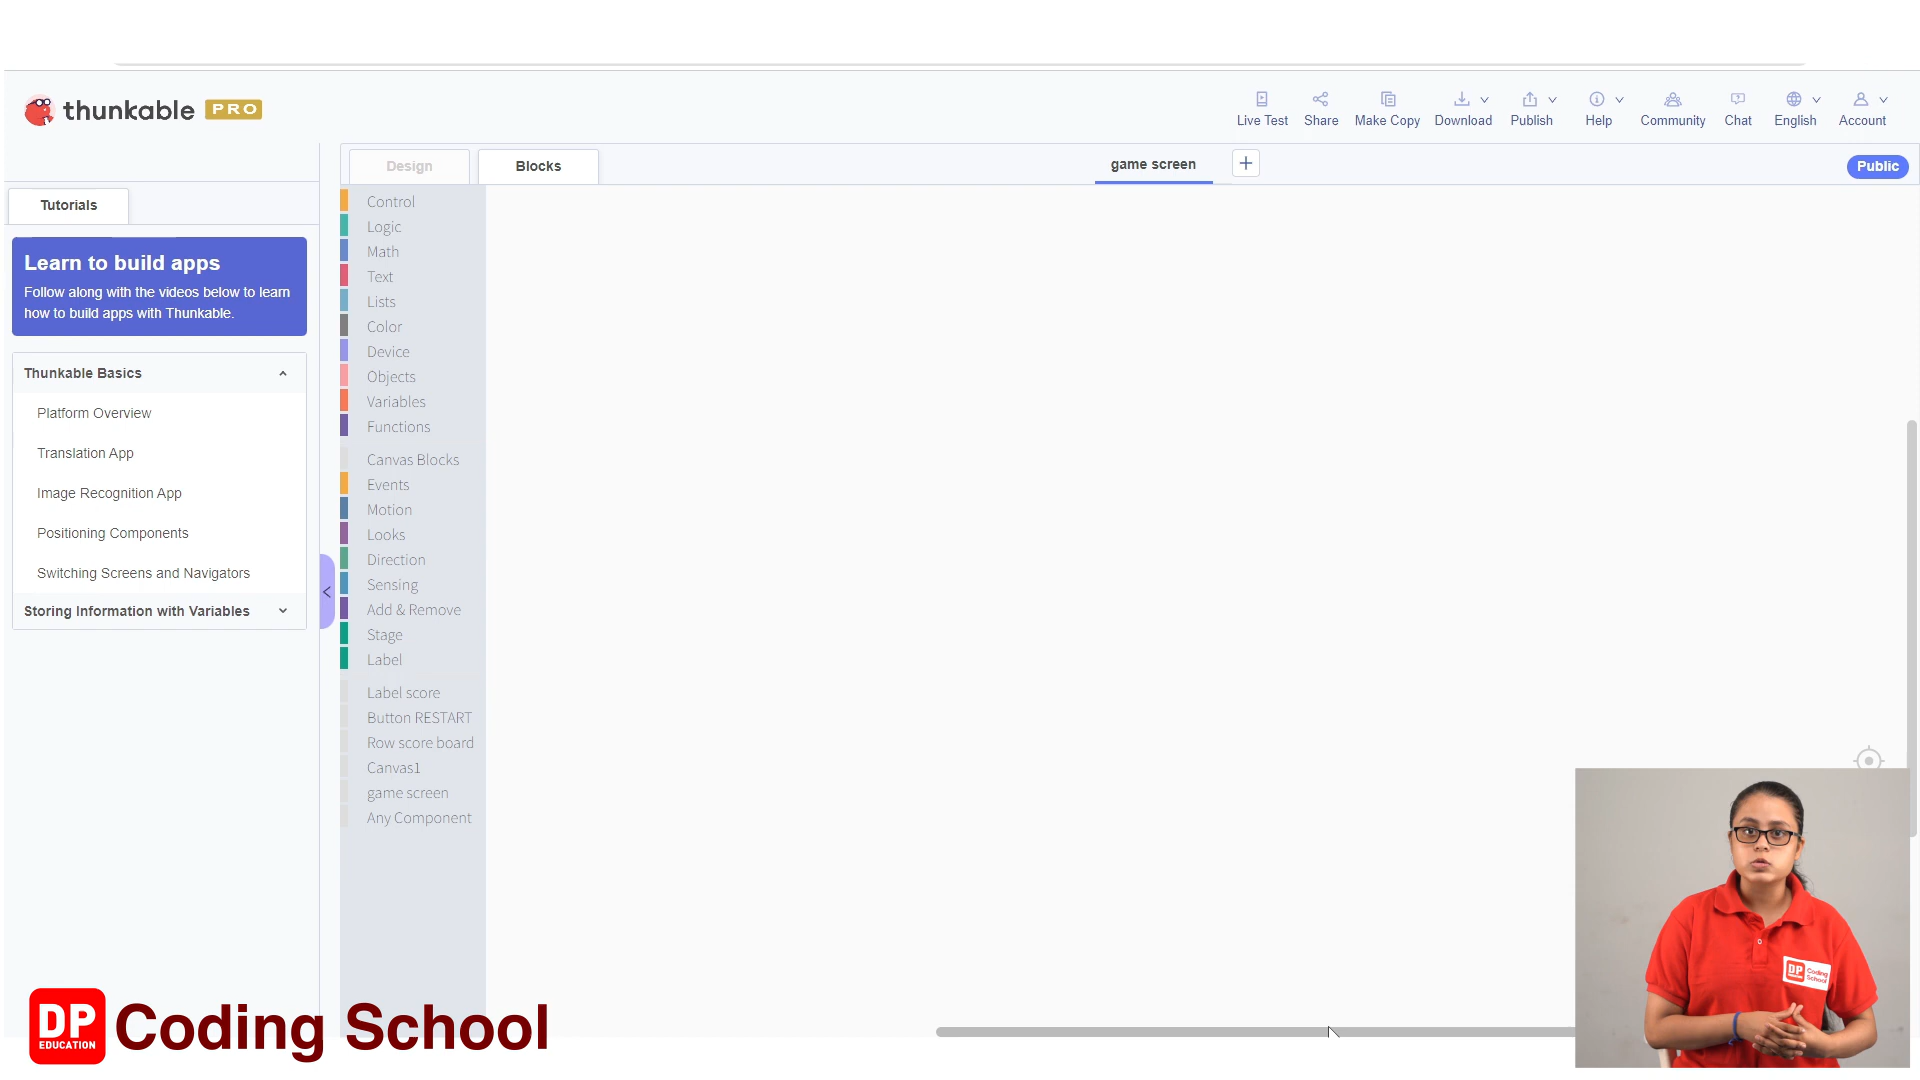 thunkable PRO
Live Test
Share
Make Copy
Download
Publish
Help
Community
Chat
English
Account
Design
Blocks
game screen
+
Public
Tutorials
Learn to build apps
Follow along with the videos below to learn
how to build apps with Thunkable.
Thunkable Basics
Platform Overview
Translation App
Image Recognition App
Positioning Components
Switching Screens and Navigators
Storing Information with Variables
Control
Logic
Math
Text
Lists
Color
Device
Objects
Variables
Functions
Canvas Blocks
Events
Motion
Looks
Direction
Sensing
Add & Remove
Stage
Label
Label score
Button RESTART
Row score board
Canvas1
game screen
Any Component
DP
EDUCATION
Coding School
DP
Coding
School